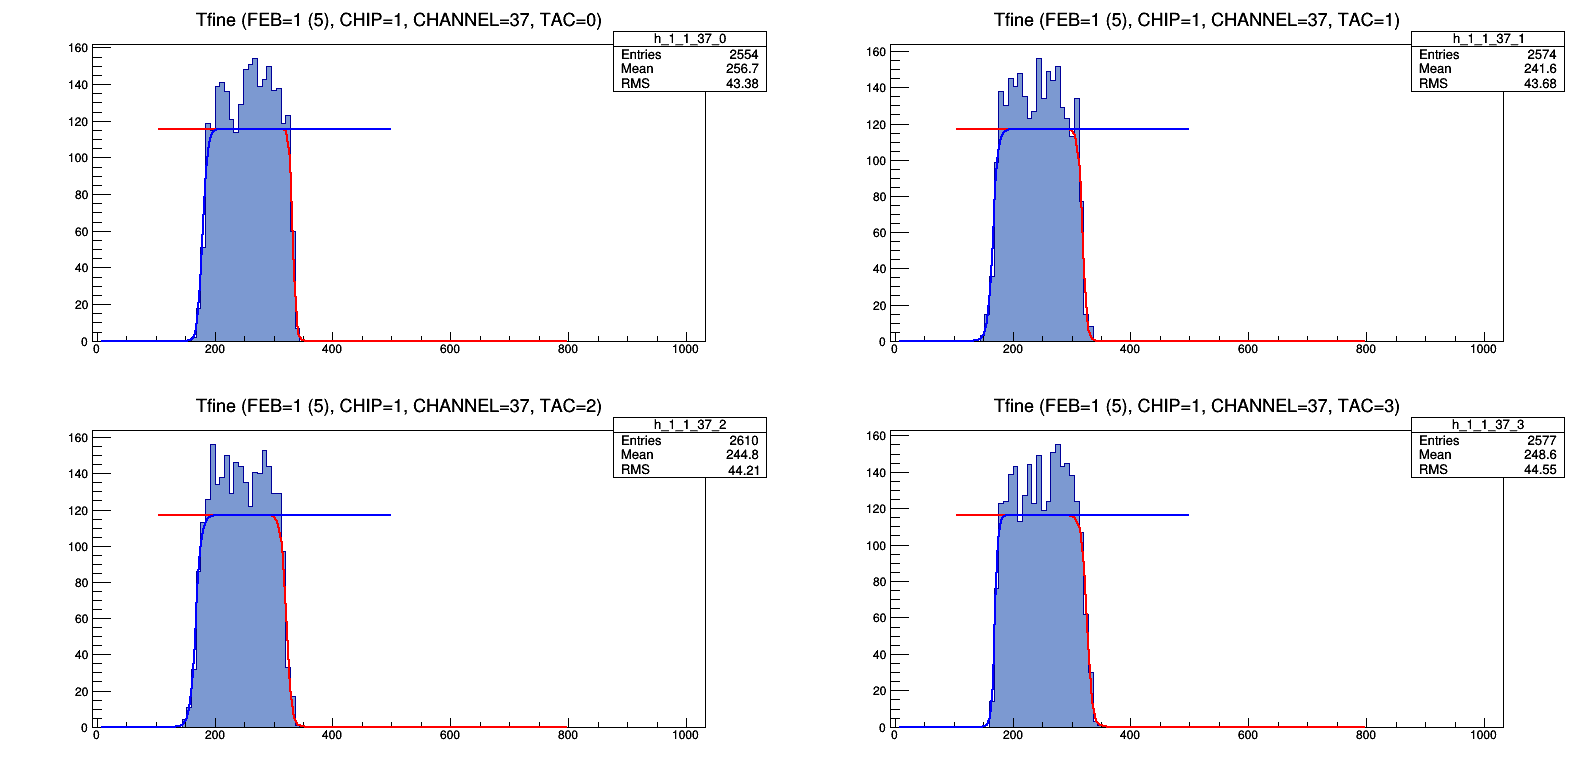 Tfine (FEB=1 (5), CHIP=1, CHANNEL=37, TAC=0)
h_1_1_37_0
Entries 2554
Mean 256.7
RMS 43.38
160
140
120
100
80
60
40
20
0
0 200 400 600 800 1000
Tfine (FEB=1 (5), CHIP=1, CHANNEL=37, TAC=1)
h_1_1_37_1
Entries 2574
Mean 241.6
RMS 43.68
160
140
120
100
80
60
40
20
0
0 200 400 600 800 1000
Tfine (FEB=1 (5), CHIP=1, CHANNEL=37, TAC=2)
h_1_1_37_2
Entries 2610
Mean 244.8
RMS 44.21
160
140
120
100
80
60
40
20
0
0 200 400 600 800 1000
Tfine (FEB=1 (5), CHIP=1, CHANNEL=37, TAC=3)
h_1_1_37_3
Entries 2577
Mean 248.6
RMS 44.55
160
140
120
100
80
60
40
20
0
0 200 400 600 800 1000